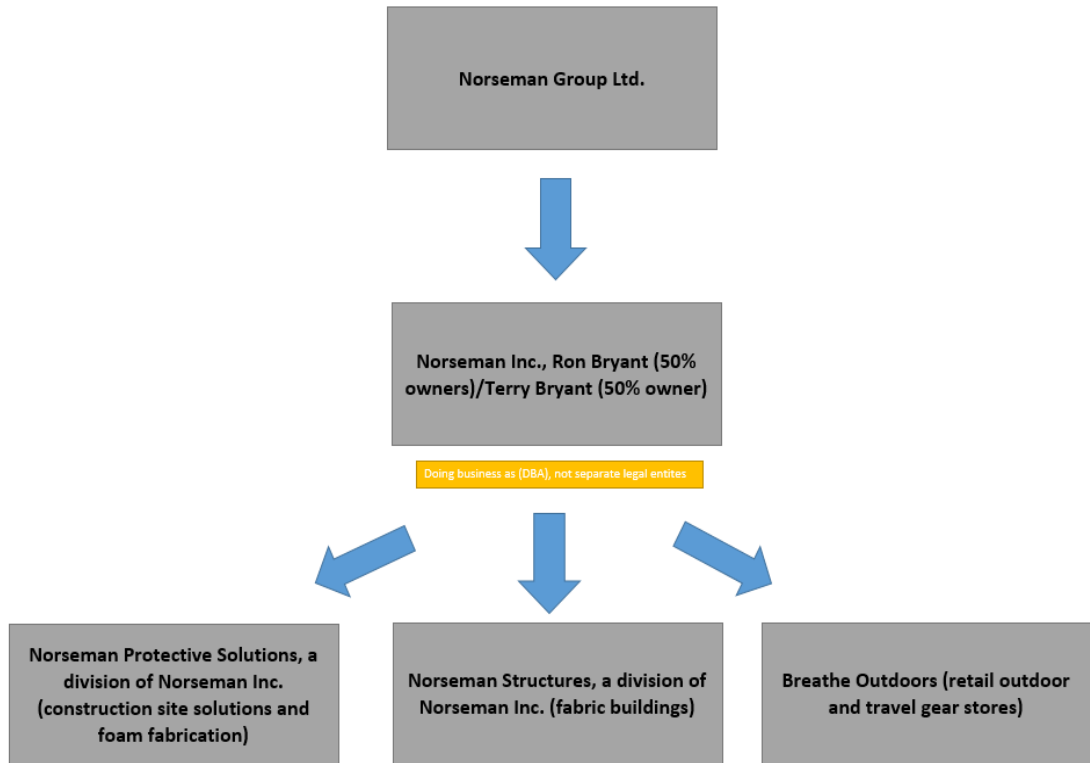 Norseman Group Ltd.
Norseman Inc., Ron Bryant (50%
owners)/Terry Bryant (50% owner)
Doing business as (DBA), not separate legal entites
Norseman Protective Solutions, a
division of Norseman Inc.
(construction site solutions and
foam fabrication)
Norseman Structures, a division of
Norseman Inc. (fabric buildings)
Breathe Outdoors (retail outdoor
and travel gear stores)